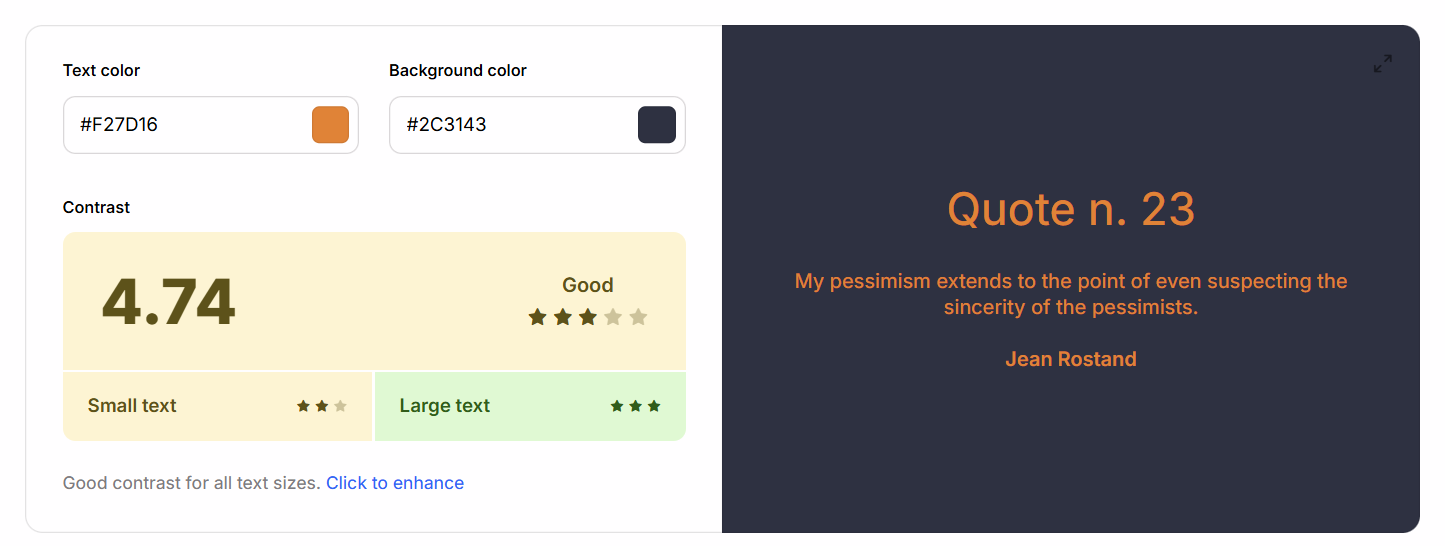 Text color
Background color
#F27D16
#2C3143
Contrast
4.74
Good
Small text
Large text
Good contrast for all text sizes. Click to enhance
Quote n. 23
My pessimism extends to the point of even suspecting the
sincerity of the pessimists.
Jean Rostand